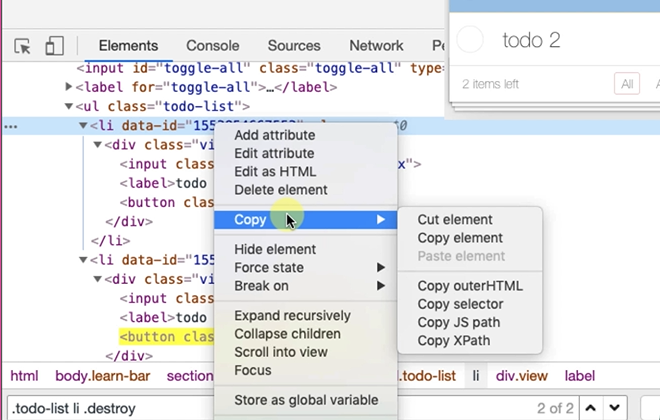 todo 2
2 items left
All
Elements
Console
Sources
Network
<input id="toggle-all" class="toggle-all" type=
<label for="toggle-all">…</label>
<ul class="todo-list">
<li data-id="
$0
<div class="vi
<input clas
x">
<label>todo
<button clas
</div>
</li>
<li data-id="155
<div class="vi
<input clas
<label>todo
<button clas
</div>
Add attribute
Edit attribute
Edit as HTML
Delete element
Copy
Hide element
Force state
Break on
Expand recursively
Collapse children
Scroll into view
Focus
Store as global variable
Cut element
Copy element
Paste element
Copy outerHTML
Copy selector
Copy JS path
Copy XPath
html body.learn-bar section l.todo-list li div.view label
.todo-list li .destroy
2 of 2